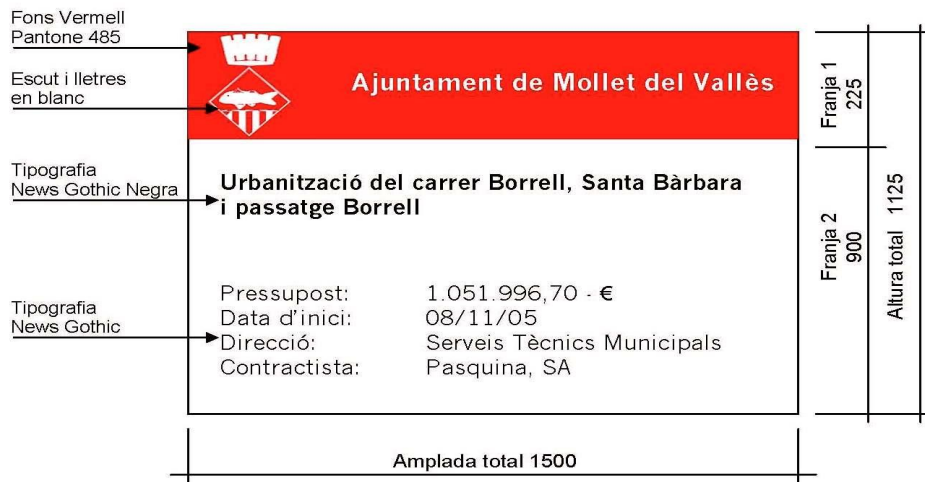 Fons Vermell
Pantone 485
Escut i lletres
en blanc
Tipografia
News Gothic Negra
Tipografia
News Gothic
Ajuntament de Mollet del Vallès
Urbanització del carrer Borrell, Santa Bàrbara
i passatge Borrell
Pressupost: 1.051.996,70 - €
Data d'inici: 08/11/05
Direcció: Serveis Tècnics Municipals
Contractista: Pasquina, SA
Franja 1
225
Franja 2
900
Altura total 1125
Amplada total 1500